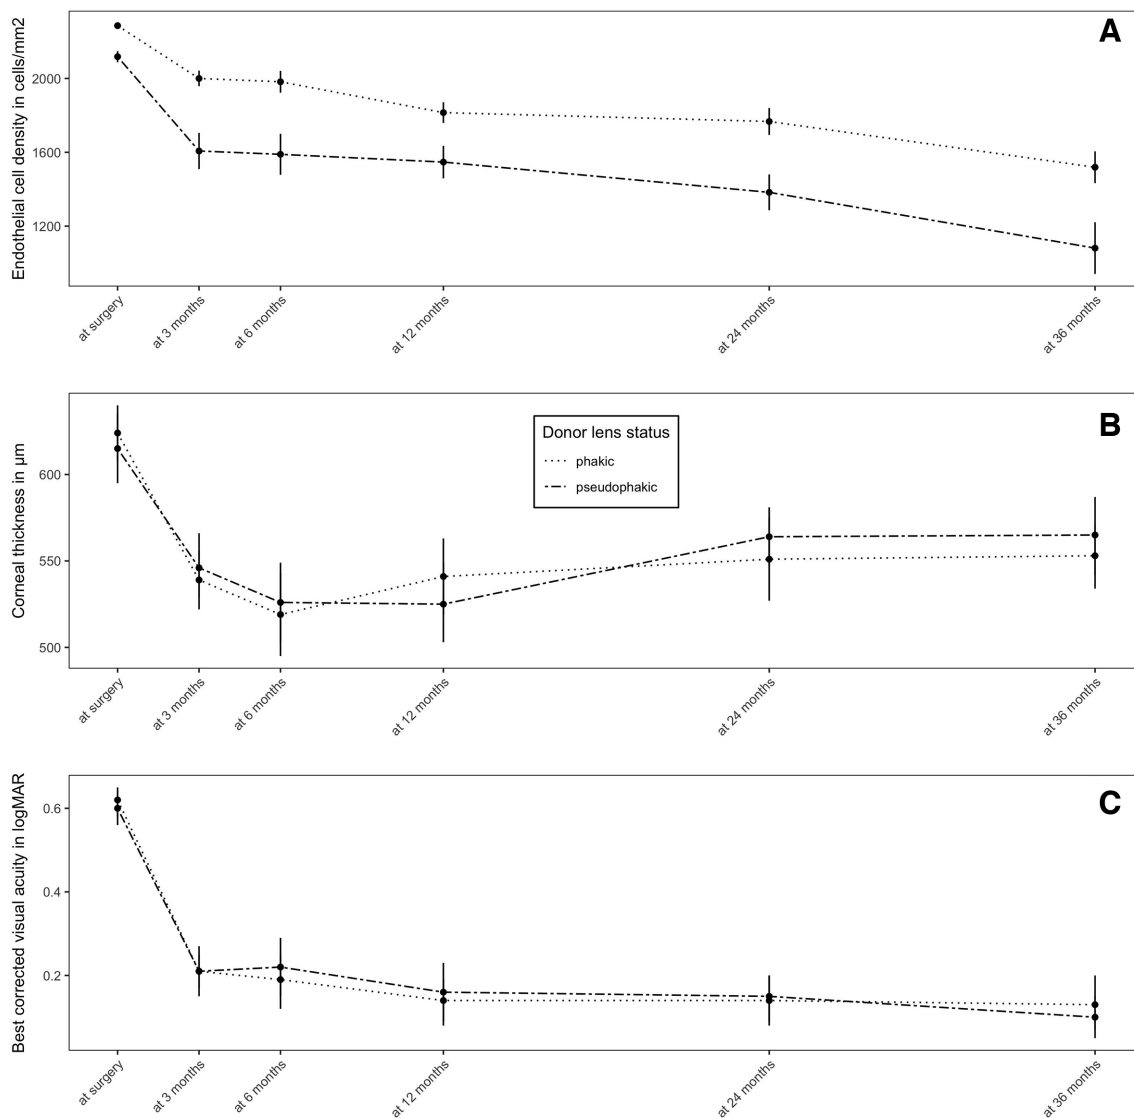 A
Endothelial cell density in cells/mm2
2000
1600
1200
at surgery
at 3 months
at 6 months
at 12 months
at 24 months
at 36 months
B
Corneal thickness in µm
600
550
500
Donor lens status
phakic
pseudophakic
at surgery
at 3 months
at 6 months
at 12 months
at 24 months
at 36 months
C
Best corrected visual acuity in logMAR
0.6
0.4
0.2
at surgery
at 3 months
at 6 months
at 12 months
at 24 months
at 36 months